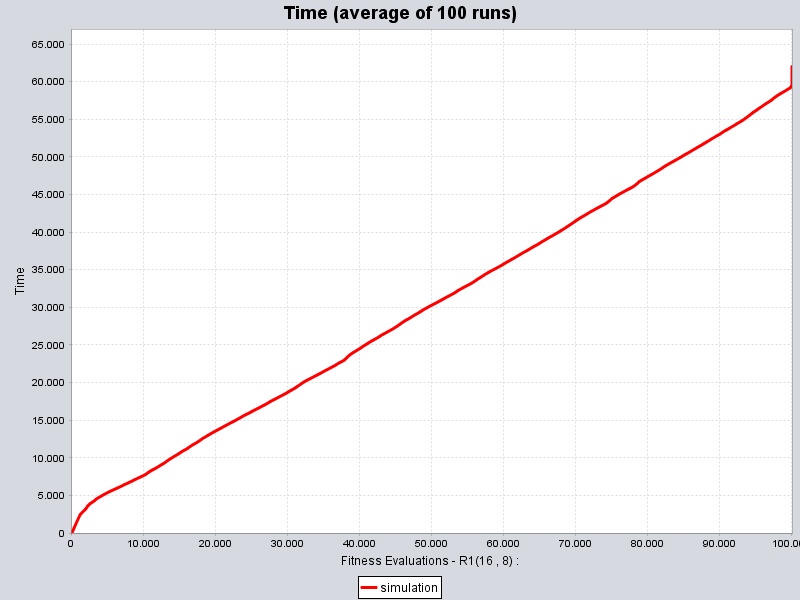 Time (average of 100 runs)
65.000
60.000
55.000
50.000
45.000
40.000
35.000
30.000
25.000
20.000
15.000
10.000
5.000
0
Time
0 10.000 20.000 30.000 40.000 50.000 60.000 70.000 80.000 90.000 100.0
Fitness Evaluations - R1(16 , 8) :
simulation